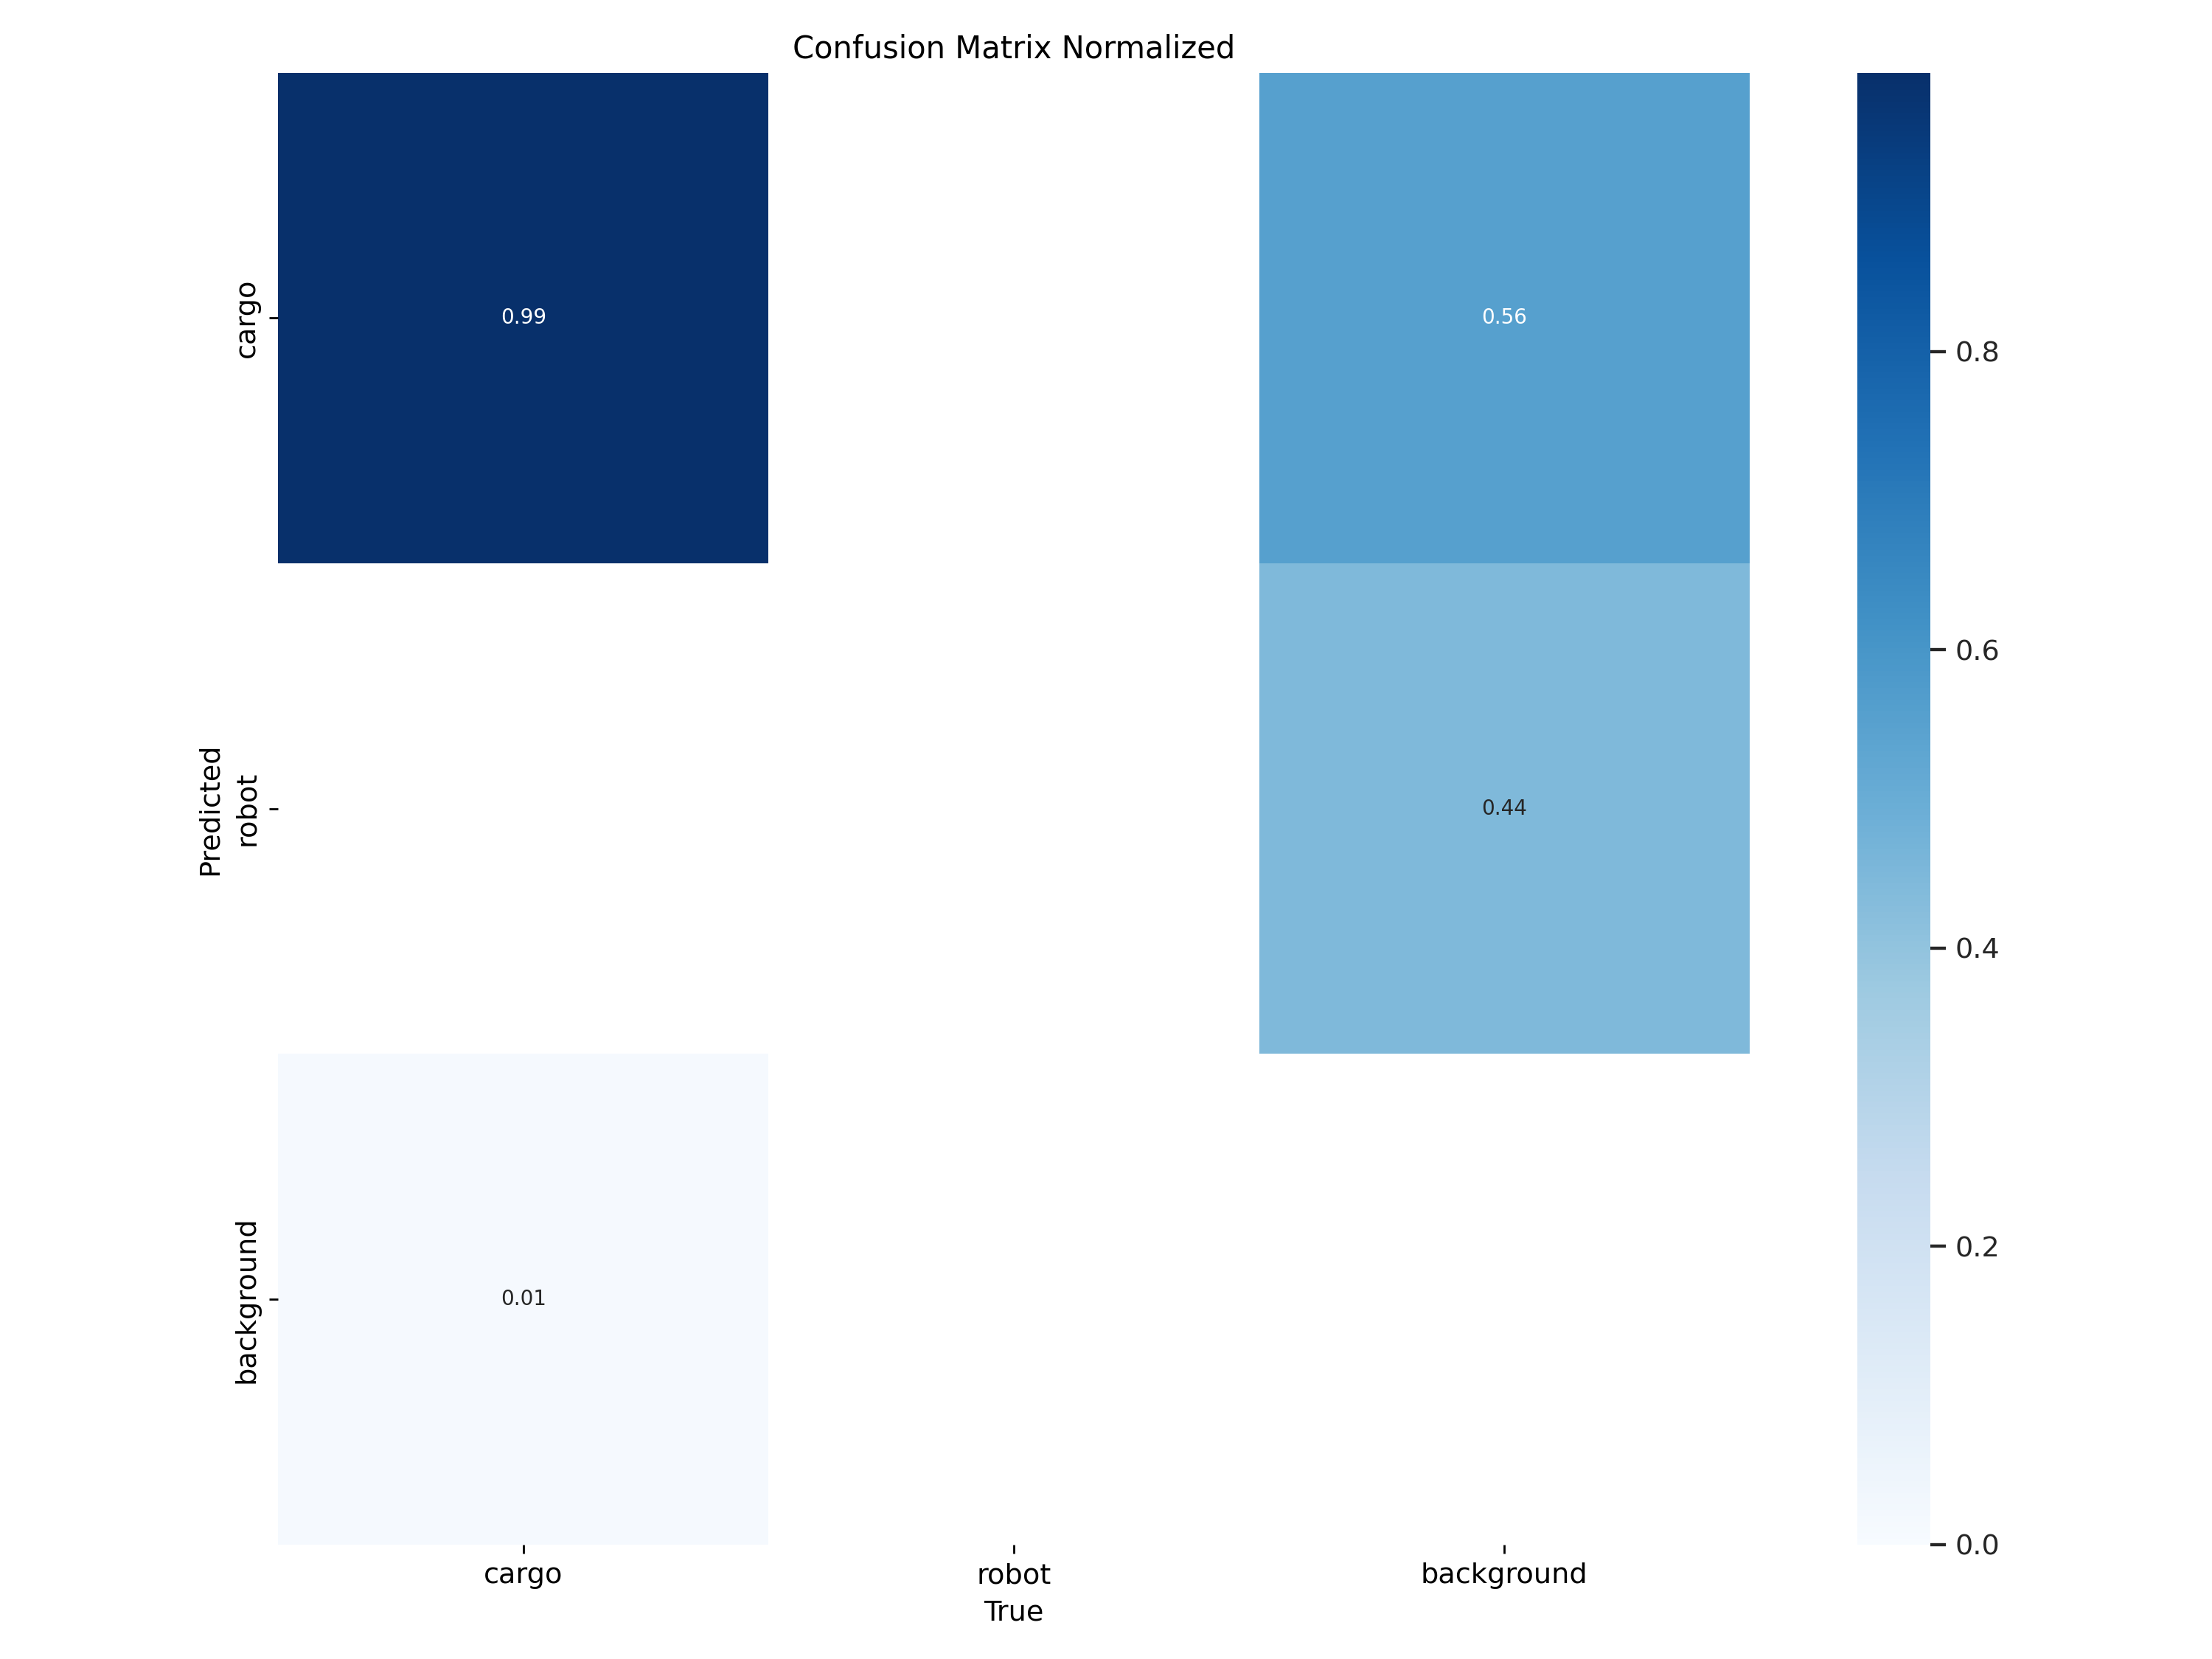 Confusion Matrix Normalized
cargo
robot
background
Predicted
0.99
0.56
0.44
0.01
cargo
robot
background
True
0.8
0.6
0.4
0.2
0.0